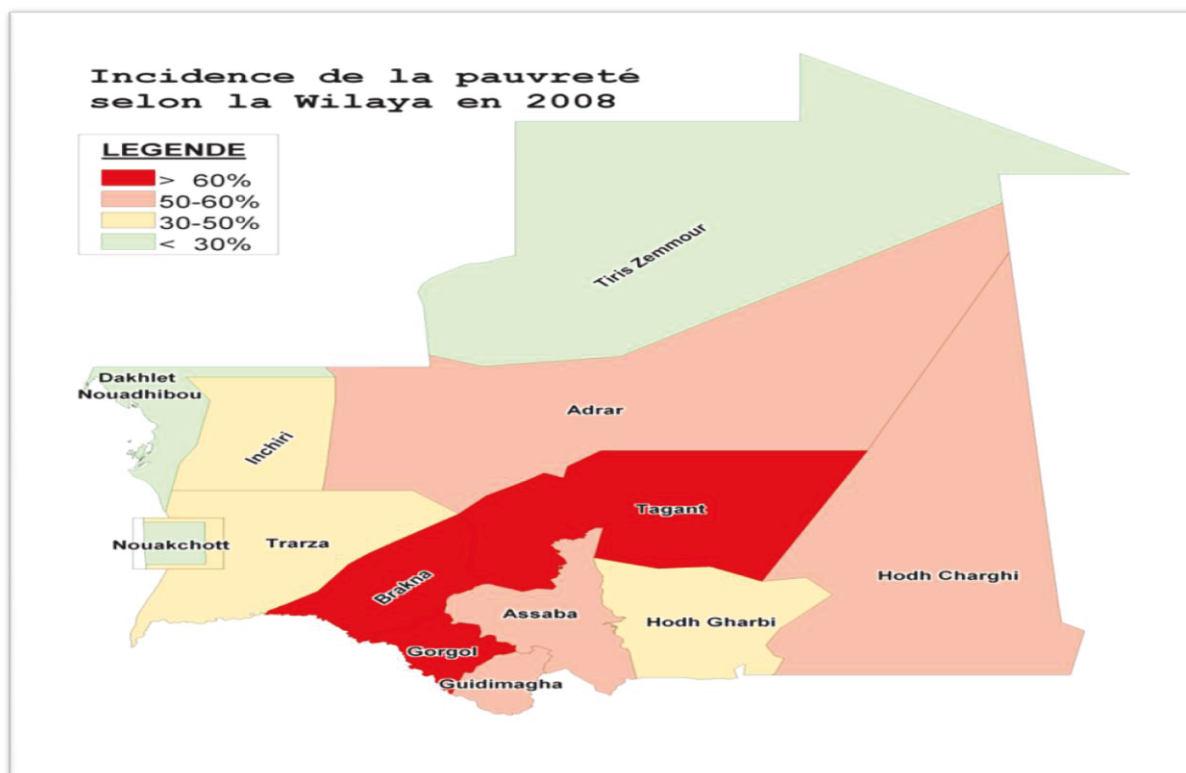 Incidence de la pauvreté
selon la Wilaya en 2008
LEGENDE
> 60%
50-60%
30-50%
< 30%
Tiris Zemmour
Dakhlet
Nouadhibou
Adrar
Inchiri
Tagant
Nouakchott
Trarza
Hodh Charghi
Brakna
Assaba
Hodh Gharbi
Gorgol
Guidimagha